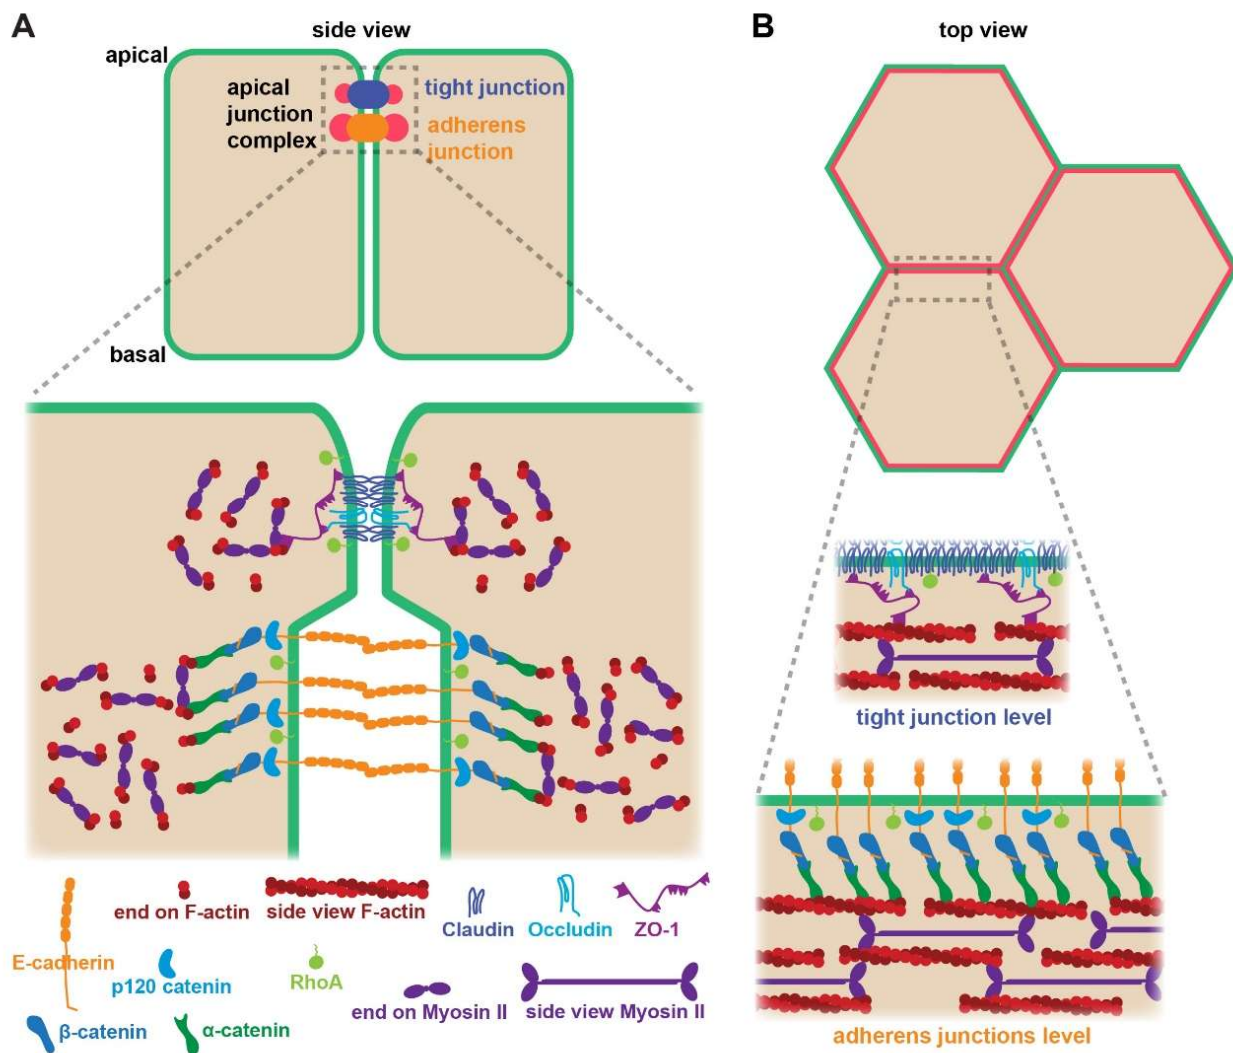 A
side view
apical
apical
junction
complex
tight junction
adherens
junction
basal
B
top view
tight junction level
adherens junctions level
E-cadherin
end on F-actin
side view F-actin
Claudin
Occludin
ZO-1
p120 catenin
RhoA
end on Myosin II
side view Myosin II
β-catenin
α-catenin